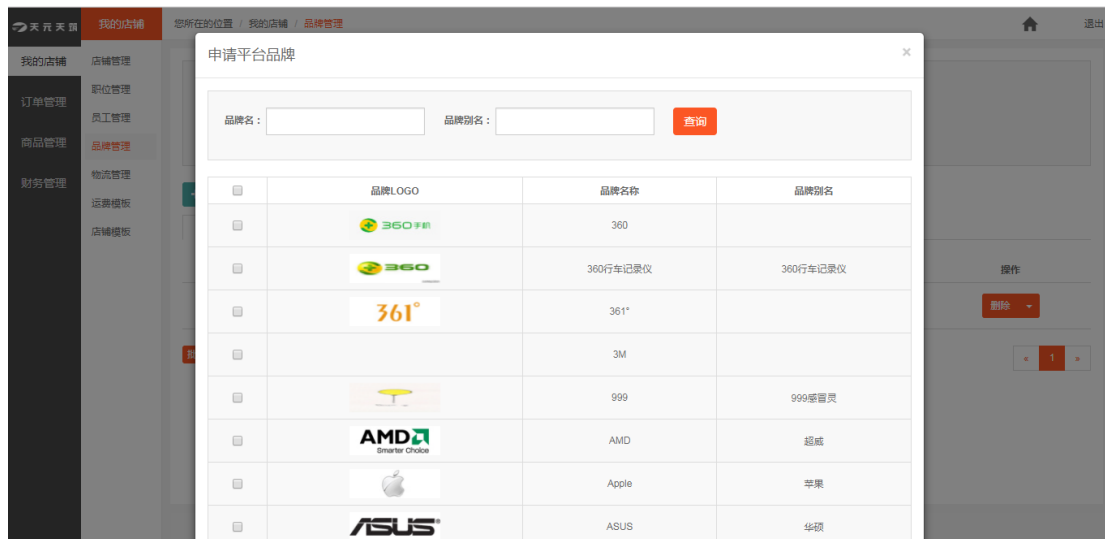 天元天筑
我的店铺
您所在的位置 / 我的店铺 / 品牌管理
退出
我的店铺
订单管理
商品管理
财务管理
店铺管理
职位管理
员工管理
品牌管理
物流管理
运费模板
店铺模板
申请平台品牌
×
品牌名：
品牌别名：
查询
品牌LOGO 品牌名称 品牌别名
360手机 360
360 360行车记录仪 360行车记录仪
361° 361°
3M
999 999感冒灵
AMD Smarter Choice AMD 超威
Apple 苹果
ASUS ASUS 华硕
操作
删除
« 1 »